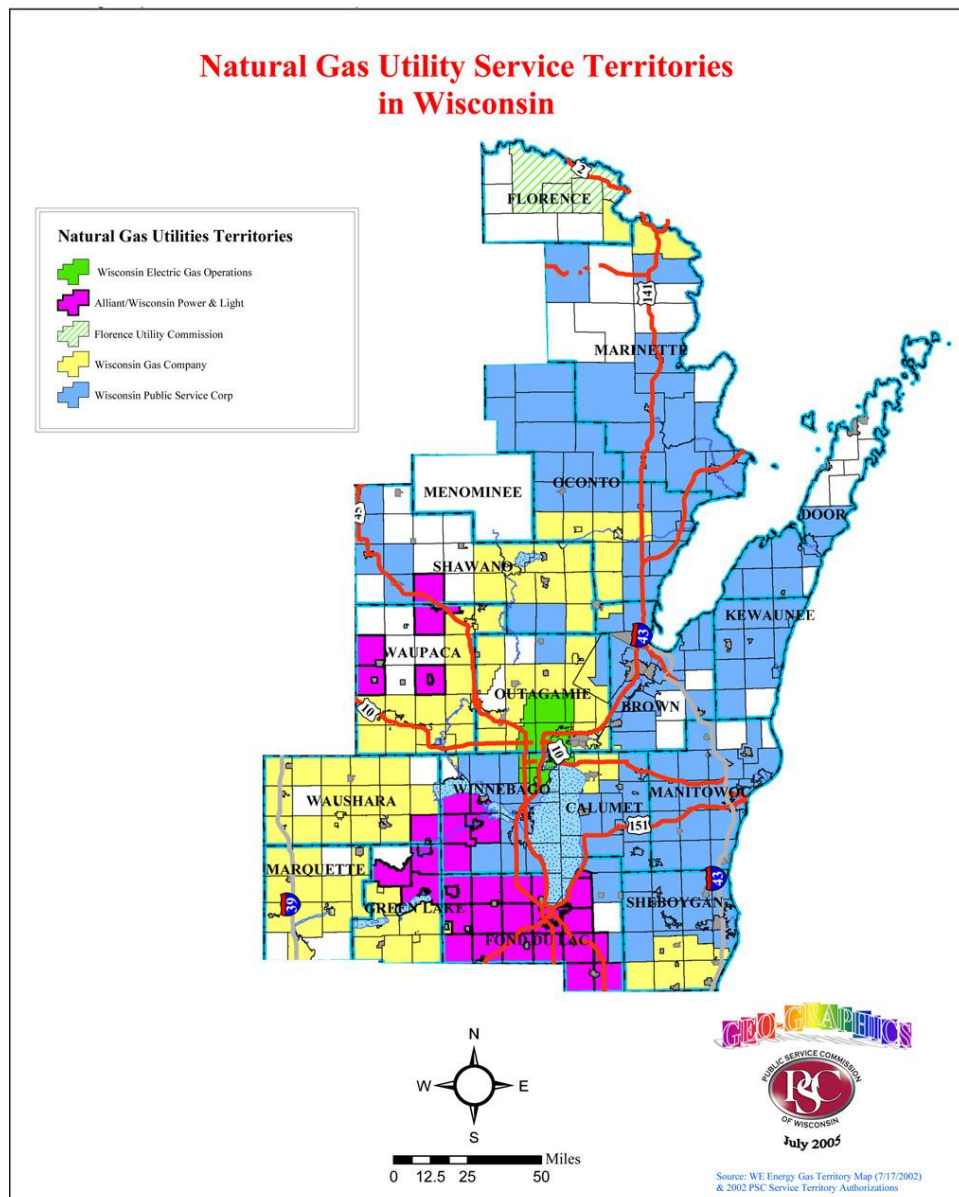 Natural Gas Utility Service Territories
in Wisconsin
Natural Gas Utilities Territories
Wisconsin Electric Gas Operations
Alliant/Wisconsin Power & Light
Florence Utility Commission
Wisconsin Gas Company
Wisconsin Public Service Corp
2
FLORENCE
141
MARINETTE
MENOMINEE
OCONTO
45
DOOR
SHAWANO
KEWAUNEE
43
WAUPACA
OUTAGAMIE
BROWN
10
10
WINNEBAGO
MANITOWOC
WAUSHARA
CALUMET
151
MARQUETTE
43
39
GREEN LAKE
SHEBOYGAN
FOND DU LAC
N
W
E
S
Miles
0 12.5 25 50
GEO-GRAPHICS
PUBLIC SERVICE COMMISSION
PSC
OF WISCONSIN
July 2005
Source: WE Energy Gas Territory Map (7/17/2002)
& 2002 PSC Service Territory Authorizations